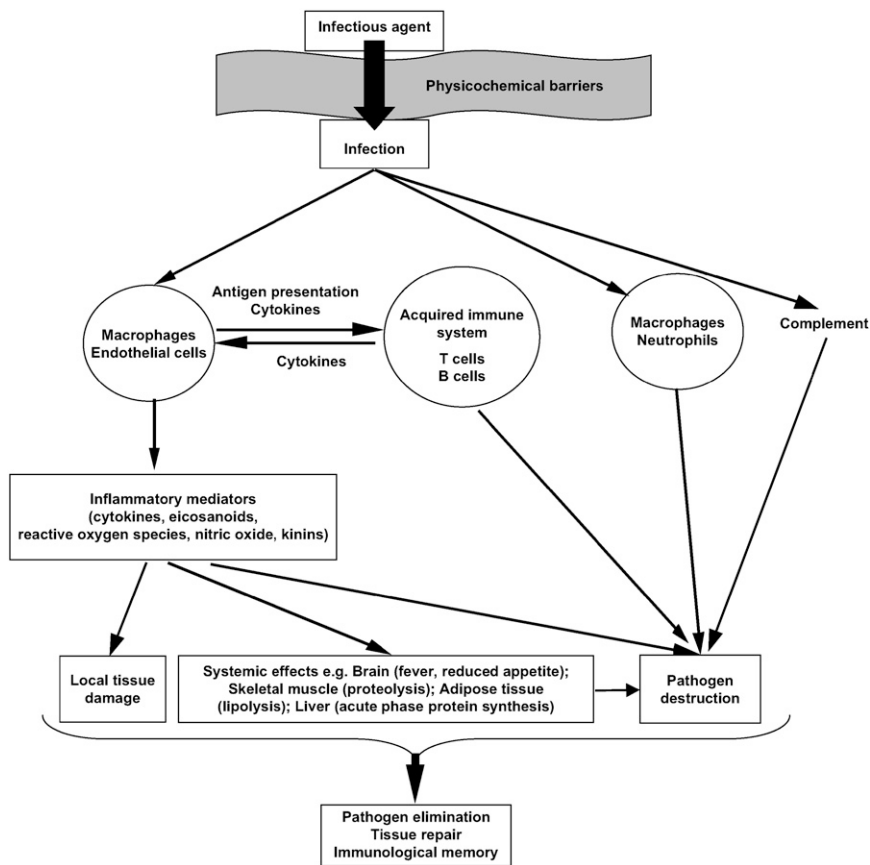 Infectious agent
Physicochemical barriers
Infection
Antigen presentation
Cytokines
Macrophages
Endothelial cells
Cytokines
Acquired immune
system
T cells
B cells
Macrophages
Neutrophils
Complement
Inflammatory mediators
(cytokines, eicosanoids,
reactive oxygen species, nitric oxide, kinins)
Local tissue
damage
Systemic effects e.g. Brain (fever, reduced appetite);
Skeletal muscle (proteolysis); Adipose tissue
(lipolysis); Liver (acute phase protein synthesis)
Pathogen
destruction
Pathogen elimination
Tissue repair
Immunological memory